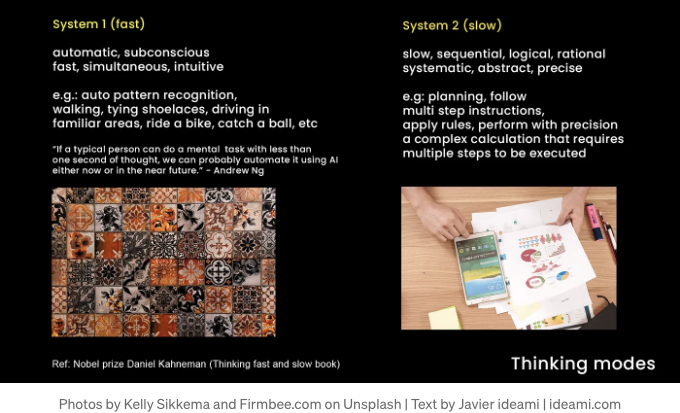 System 1 (fast)
automatic, subconscious
fast, simultaneous, intuitive
e.g.: auto pattern recognition,
walking, tying shoelaces, driving in
familiar areas, ride a bike, catch a ball, etc
“If a typical person can do a mental task with less than
one second of thought, we can probably automate it using AI
either now or in the near future.” - Andrew Ng
System 2 (slow)
slow, sequential, logical, rational
systematic, abstract, precise
e.g: planning, follow
multi step instructions,
apply rules, perform with precision
a complex calculation that requires
multiple steps to be executed
Ref: Nobel prize Daniel Kahneman (Thinking fast and slow book)
Thinking modes
Photos by Kelly Sikkema and Firmbee.com on Unsplash | Text by Javier ideami | ideami.com